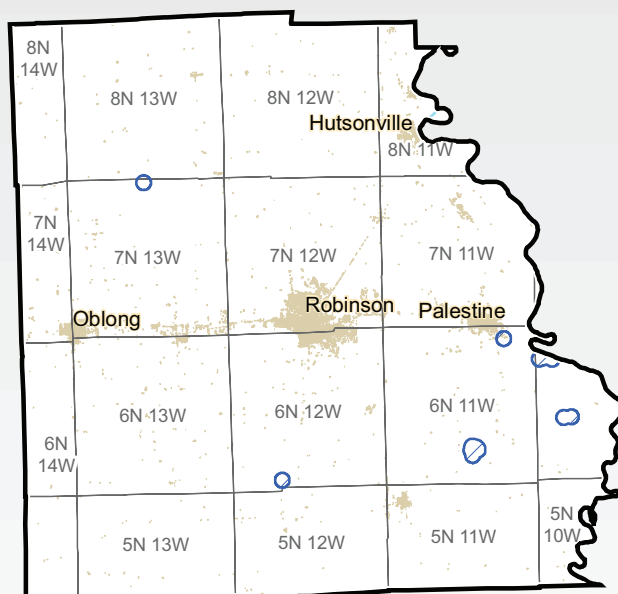 8N
14W
8N 13W
8N 12W
Hutsonville
8N 11W
7N
14W
7N 13W
7N 12W
7N 11W
Oblong
Robinson
Palestine
6N 13W
6N 12W
6N 11W
6N
14W
5N 13W
5N 12W
5N 11W
5N
10W